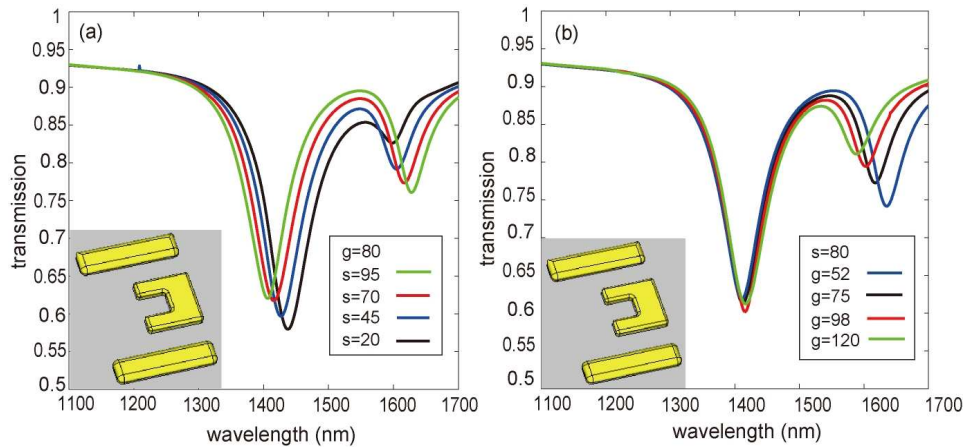 (a)
transmission
1
0.95
0.9
0.85
0.8
0.75
0.7
0.65
0.6
0.55
0.5
g=80
s=95
s=70
s=45
s=20
1100 1200 1300 1400 1500 1600 1700
wavelength (nm)
(b)
transmission
1
0.95
0.9
0.85
0.8
0.75
0.7
0.65
0.6
0.55
0.5
s=80
g=52
g=75
g=98
g=120
1100 1200 1300 1400 1500 1600 1700
wavelength (nm)